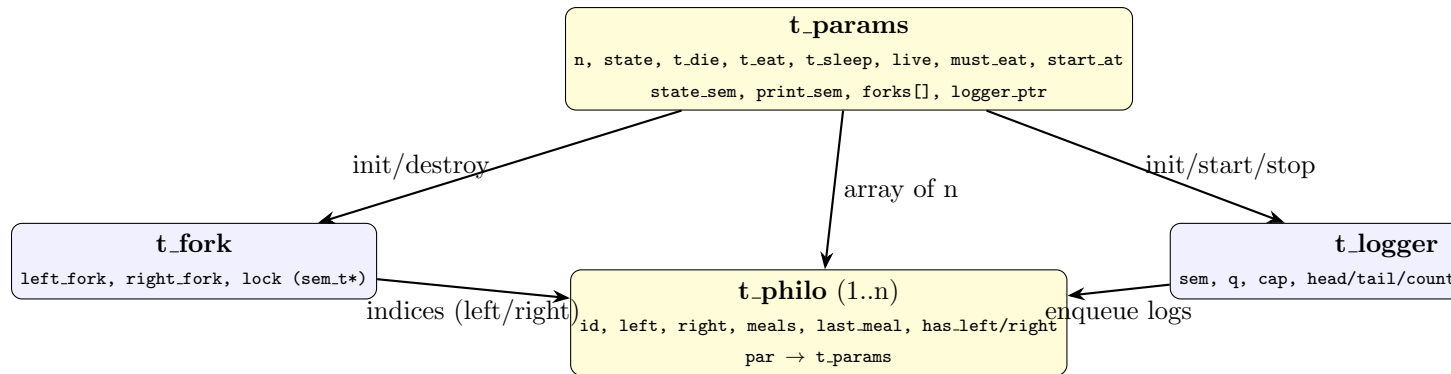 t_params
n, state, t_die, t_eat, t_sleep, live, must_eat, start_at
state_sem, print_sem, forks[], logger_ptr
init/destroy
array of n
init/start/stop
t_fork
left_fork, right_fork, lock (sem_t*)
t_logger
sem, q, cap, head/tail/count
indices (left/right)
t_philo (1..n)
id, left, right, meals, last_meal, has_left/right
par → t_params
enqueue logs